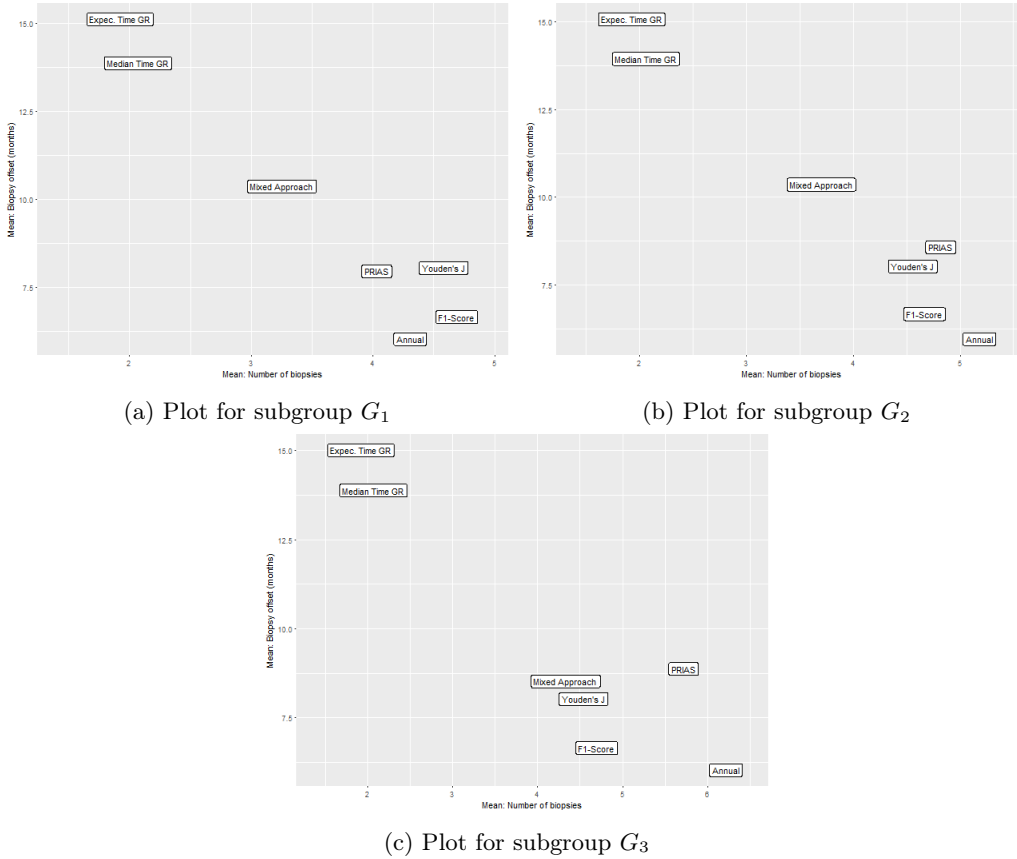 15.0
12.5
10.0
7.5
Mean: Biopsy offset (months)
Expec. Time GR
Median Time GR
Mixed Approach
PRIAS
Youden's J
F1-Score
Annual
2 3 4 5
Mean: Number of biopsies
(a) Plot for subgroup G₁
15.0
12.5
10.0
7.5
Mean: Biopsy offset (months)
Expec. Time GR
Median Time GR
Mixed Approach
PRIAS
Youden's J
F1-Score
Annual
2 3 4 5
Mean: Number of biopsies
(b) Plot for subgroup G₂
15.0
12.5
10.0
7.5
Mean: Biopsy offset (months)
Expec. Time GR
Median Time GR
PRIAS
Mixed Approach
Youden's J
F1-Score
Annual
2 3 4 5 6
Mean: Number of biopsies
(c) Plot for subgroup G₃